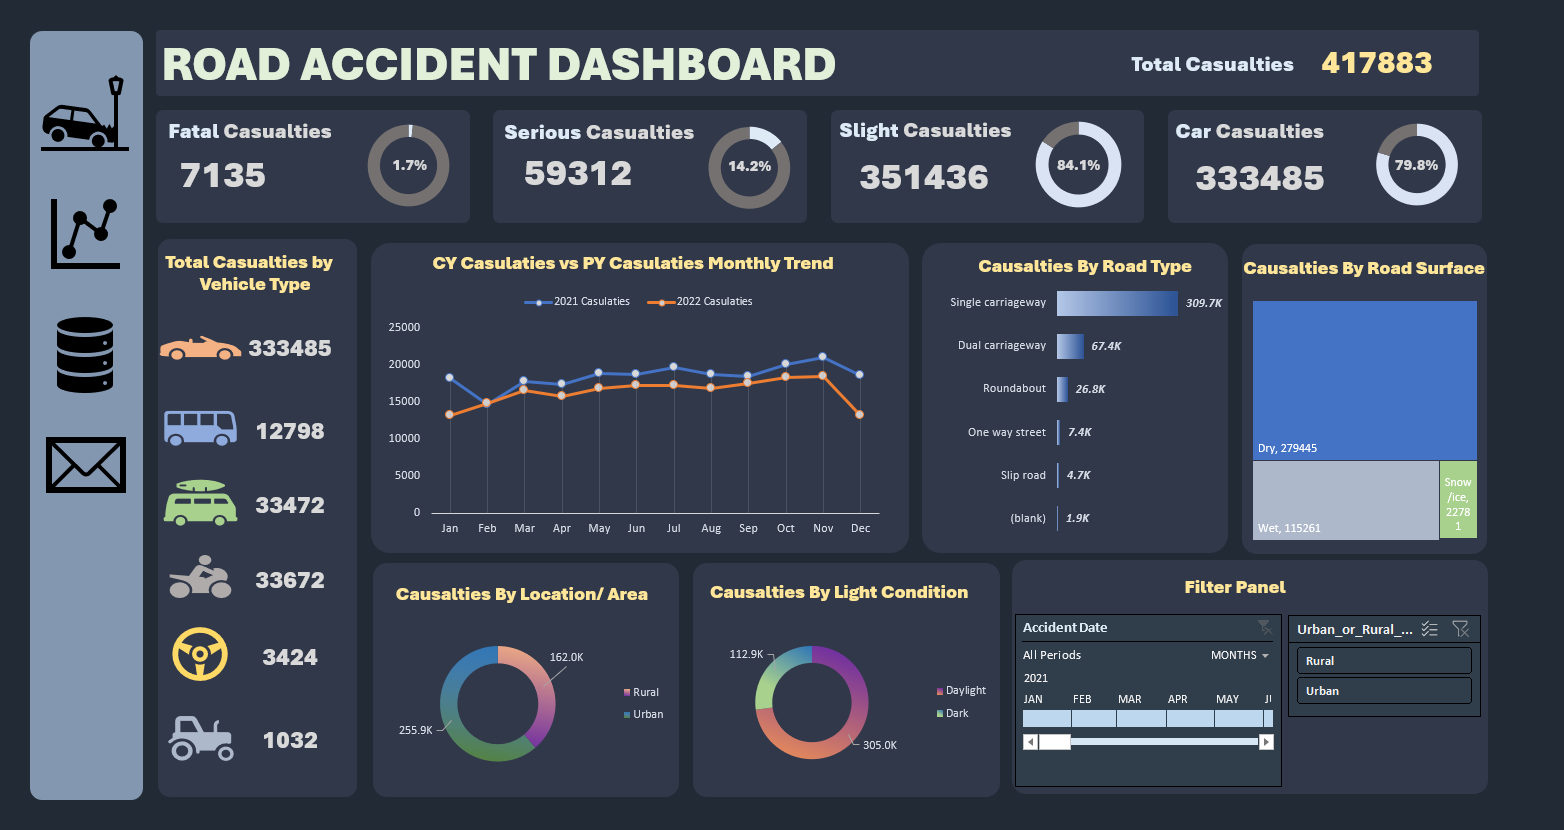 ROAD ACCIDENT DASHBOARD
Total Casualties 417883
Fatal Casualties
7135
1.7%
Serious Casualties
59312
14.2%
Slight Casualties
351436
84.1%
Car Casualties
333485
79.8%
Total Casualties by
Vehicle Type
333485
12798
33472
33672
3424
1032
CY Casulaties vs PY Casulaties Monthly Trend
2021 Casulaties
2022 Casulaties
25000
20000
15000
10000
5000
0
Jan Feb Mar Apr May Jun Jul Aug Sep Oct Nov Dec
Causalties By Road Type
Single carriageway 309.7K
Dual carriageway 67.4K
Roundabout 26.8K
One way street 7.4K
Slip road 4.7K
(blank) 1.9K
Causalties By Road Surface
Dry, 279445
Wet, 115261
Snow
/Ice,
2278
1
Causalties By Location/ Area
162.0K
255.9K
Rural
Urban
Causalties By Light Condition
112.9K
305.0K
Daylight
Dark
Filter Panel
Accident Date
All Periods MONTHS
2021
JAN FEB MAR APR MAY
Urban_or_Rural_...
Rural
Urban